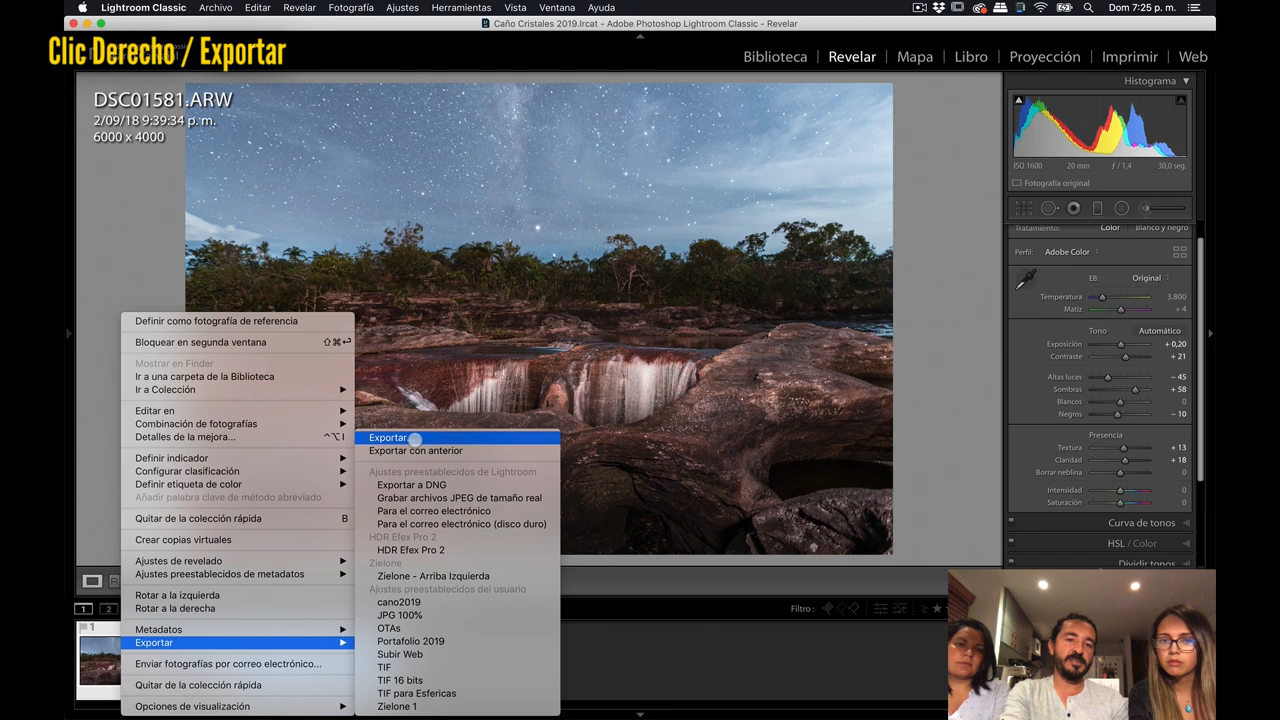 Lightroom Classic Archivo Editar Revelar Fotografía Ajustes Herramientas Vista Ventana Ayuda Dom 7:25 p. m.
Caño Cristales 2019.lrcat - Adobe Photoshop Lightroom Classic - Revelar
Clic Derecho / Exportar
Biblioteca | Revelar | Mapa | Libro | Proyección | Imprimir | Web
DSC01581.ARW
2/09/18 9:39:34 p. m.
6000 x 4000
Histograma
ISO 1600 20 mm f / 1,4 30,0 seg.
Fotografía original
Tratamiento: Color Blanco y negro
Perfil: Adobe Color
EB: Original
Temperatura 3.800
Matiz + 4
Tono Automático
Exposición + 0,20
Contraste + 21
Altas luces − 45
Sombras + 58
Blancos 0
Negros − 10
Presencia
Textura + 13
Claridad + 18
Borrar neblina 0
Intensidad 0
Saturación 0
Curva de tonos
HSL / Color
Dividir tonos
Definir como fotografía de referencia
Bloquear en segunda ventana ⇧⌘↩
Mostrar en Finder
Ir a una carpeta de la Biblioteca
Ir a Colección
Editar en
Combinación de fotografías
Detalles de la mejora... ^⌥I
Definir indicador
Configurar clasificación
Definir etiqueta de color
Añadir palabra clave de método abreviado
Quitar de la colección rápida B
Crear copias virtuales
Ajustes de revelado
Ajustes preestablecidos de metadatos
Rotar a la izquierda
Rotar a la derecha
Metadatos
Exportar
Enviar fotografías por correo electrónico...
Quitar de la colección rápida
Opciones de visualización
Exportar...
Exportar con anterior
Ajustes preestablecidos de Lightroom
Exportar a DNG
Grabar archivos JPEG de tamaño real
Para el correo electrónico
Para el correo electrónico (disco duro)
HDR Efex Pro 2
HDR Efex Pro 2
Zielone
Zielone - Arriba Izquierda
Ajustes preestablecidos del usuario
cano2019
JPG 100%
OTAs
Portafolio 2019
Subir Web
TIF
TIF 16 bits
TIF para Esfericas
Zielone 1
1 2
Filtro :
1